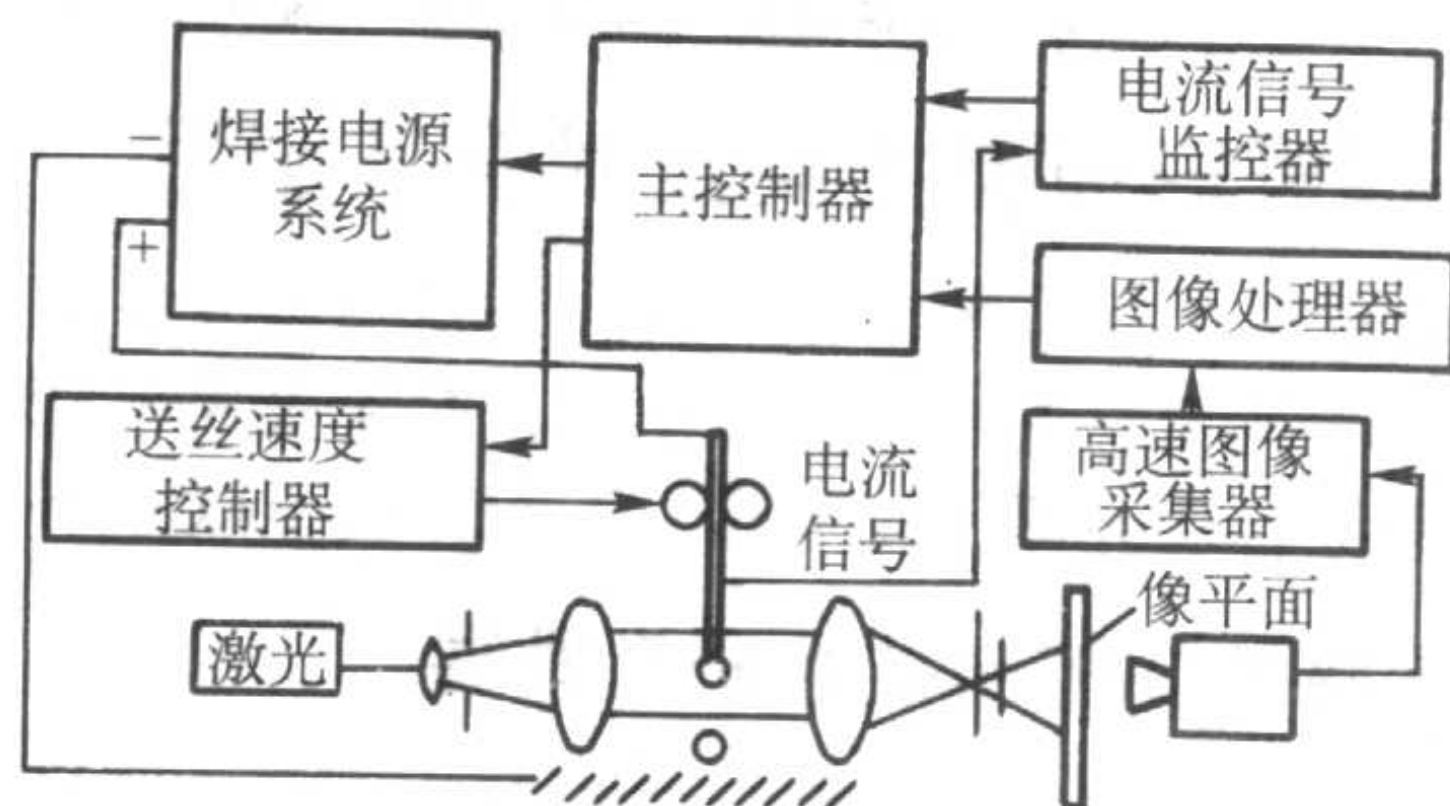 焊接电源
系统
−
+
主控制器
电流信号
监控器
图像处理器
送丝速度
控制器
电流
信号
高速图像
采集器
像平面
激光